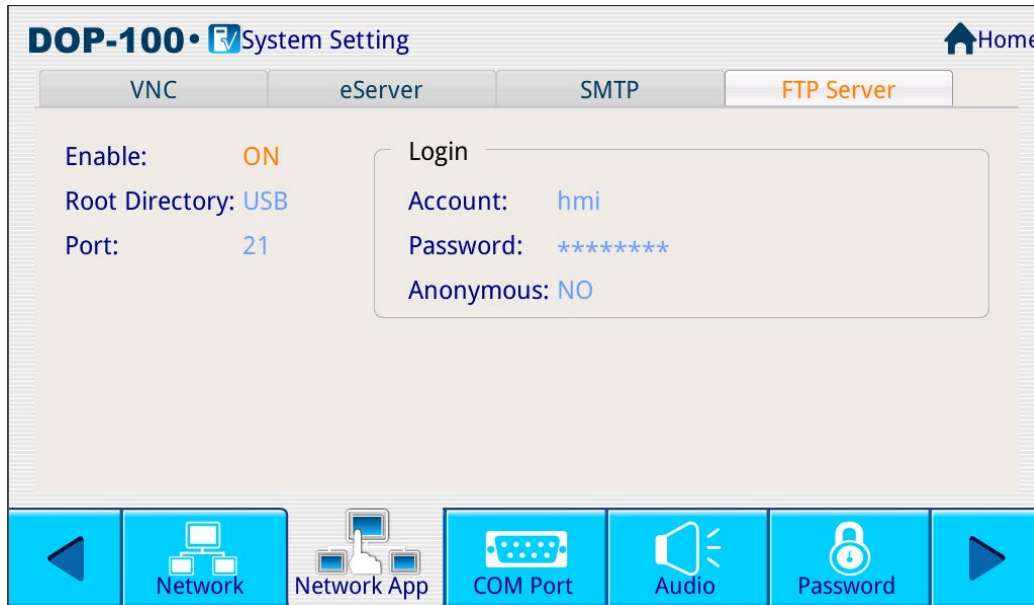 DOP-100• System Setting Home
VNC eServer SMTP FTP Server
Enable: ON
Root Directory: USB
Port: 21
Login
Account: hmi
Password: ********
Anonymous: NO
Network Network App COM Port Audio Password